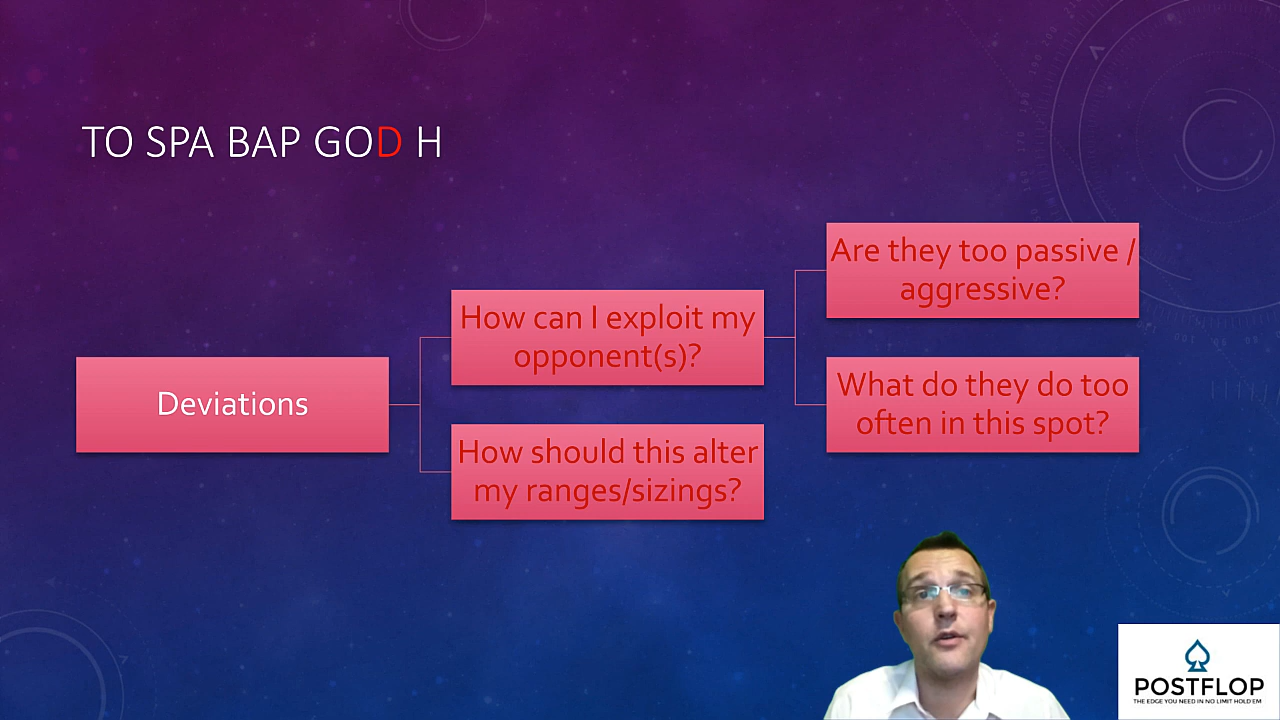 TO SPA BAP GOD H
Deviations
How can I exploit my
opponent(s)?
How should this alter
my ranges/sizings?
Are they too passive /
aggressive?
What do they do too
often in this spot?
POSTFLOP
THE EDGE YOU NEED IN NO LIMIT HOLD EM